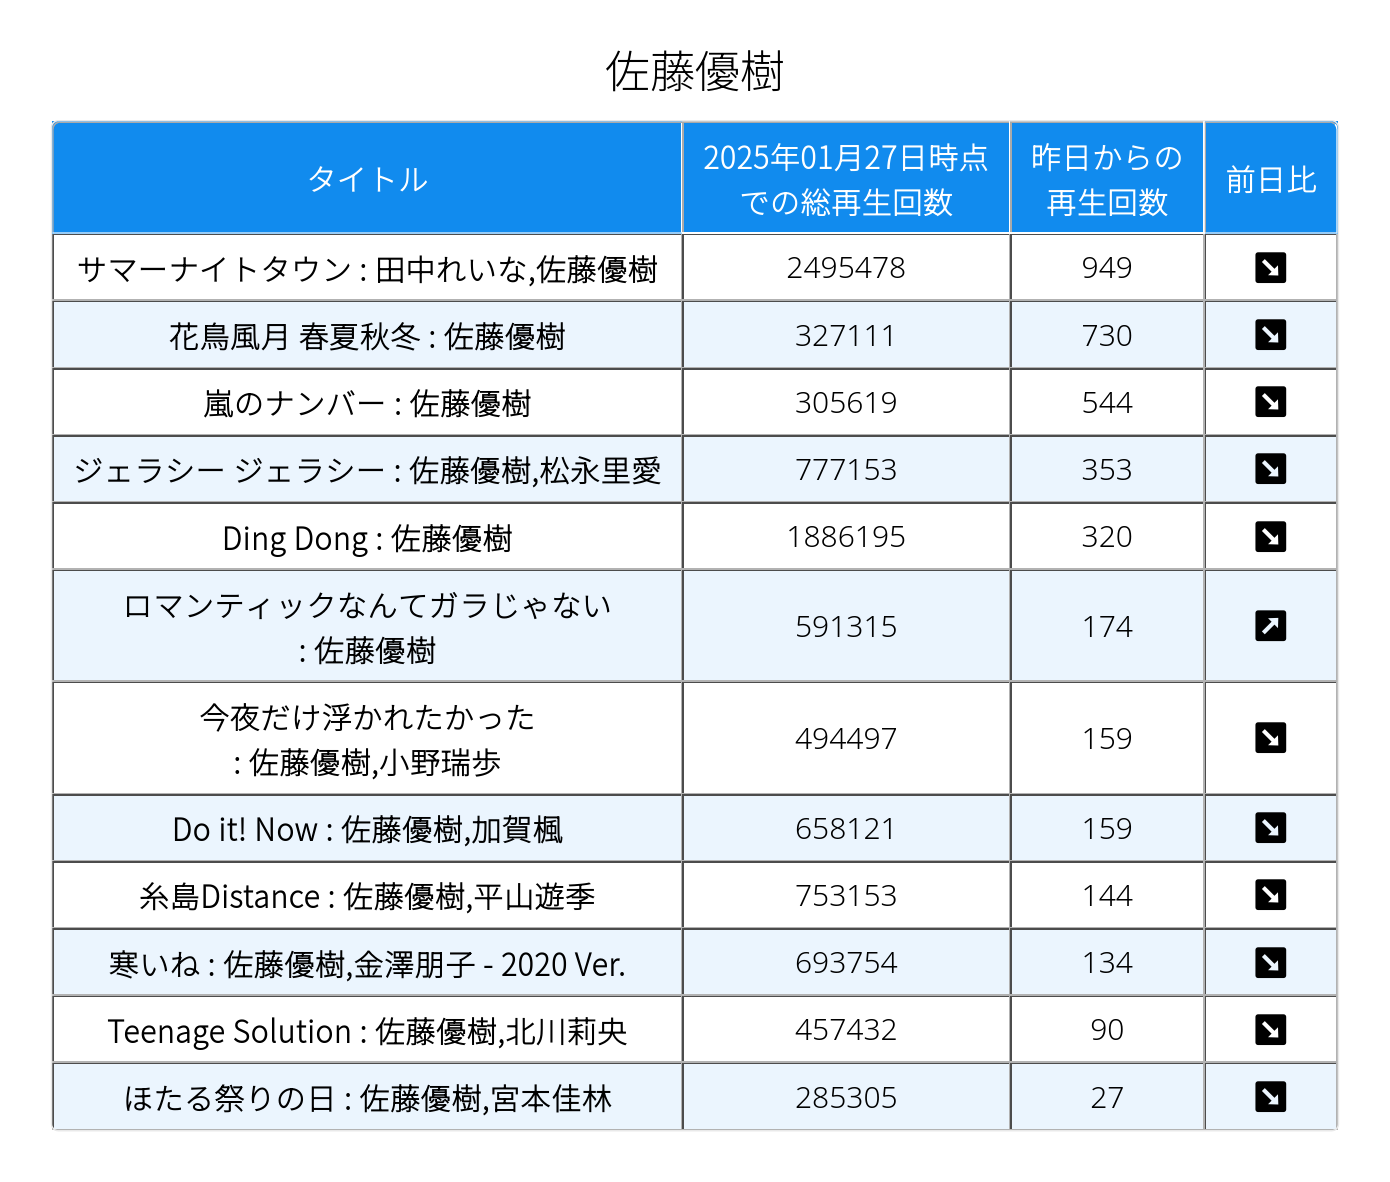 佐藤優樹
タイトル
2025年01月27日時点
での総再生回数
昨日からの
再生回数
前日比
サマーナイトタウン : 田中れいな,佐藤優樹 2495478 949
花鳥風月 春夏秋冬 : 佐藤優樹 327111 730
嵐のナンバー : 佐藤優樹 305619 544
ジェラシー ジェラシー : 佐藤優樹,松永里愛 777153 353
Ding Dong : 佐藤優樹 1886195 320
ロマンティックなんてガラじゃない
: 佐藤優樹
591315 174
今夜だけ浮かれたかった
: 佐藤優樹,小野瑞歩
494497 159
Do it! Now : 佐藤優樹,加賀楓 658121 159
糸島Distance : 佐藤優樹,平山遊季 753153 144
寒いね : 佐藤優樹,金澤朋子 - 2020 Ver. 693754 134
Teenage Solution : 佐藤優樹,北川莉央 457432 90
ほたる祭りの日 : 佐藤優樹,宮本佳林 285305 27